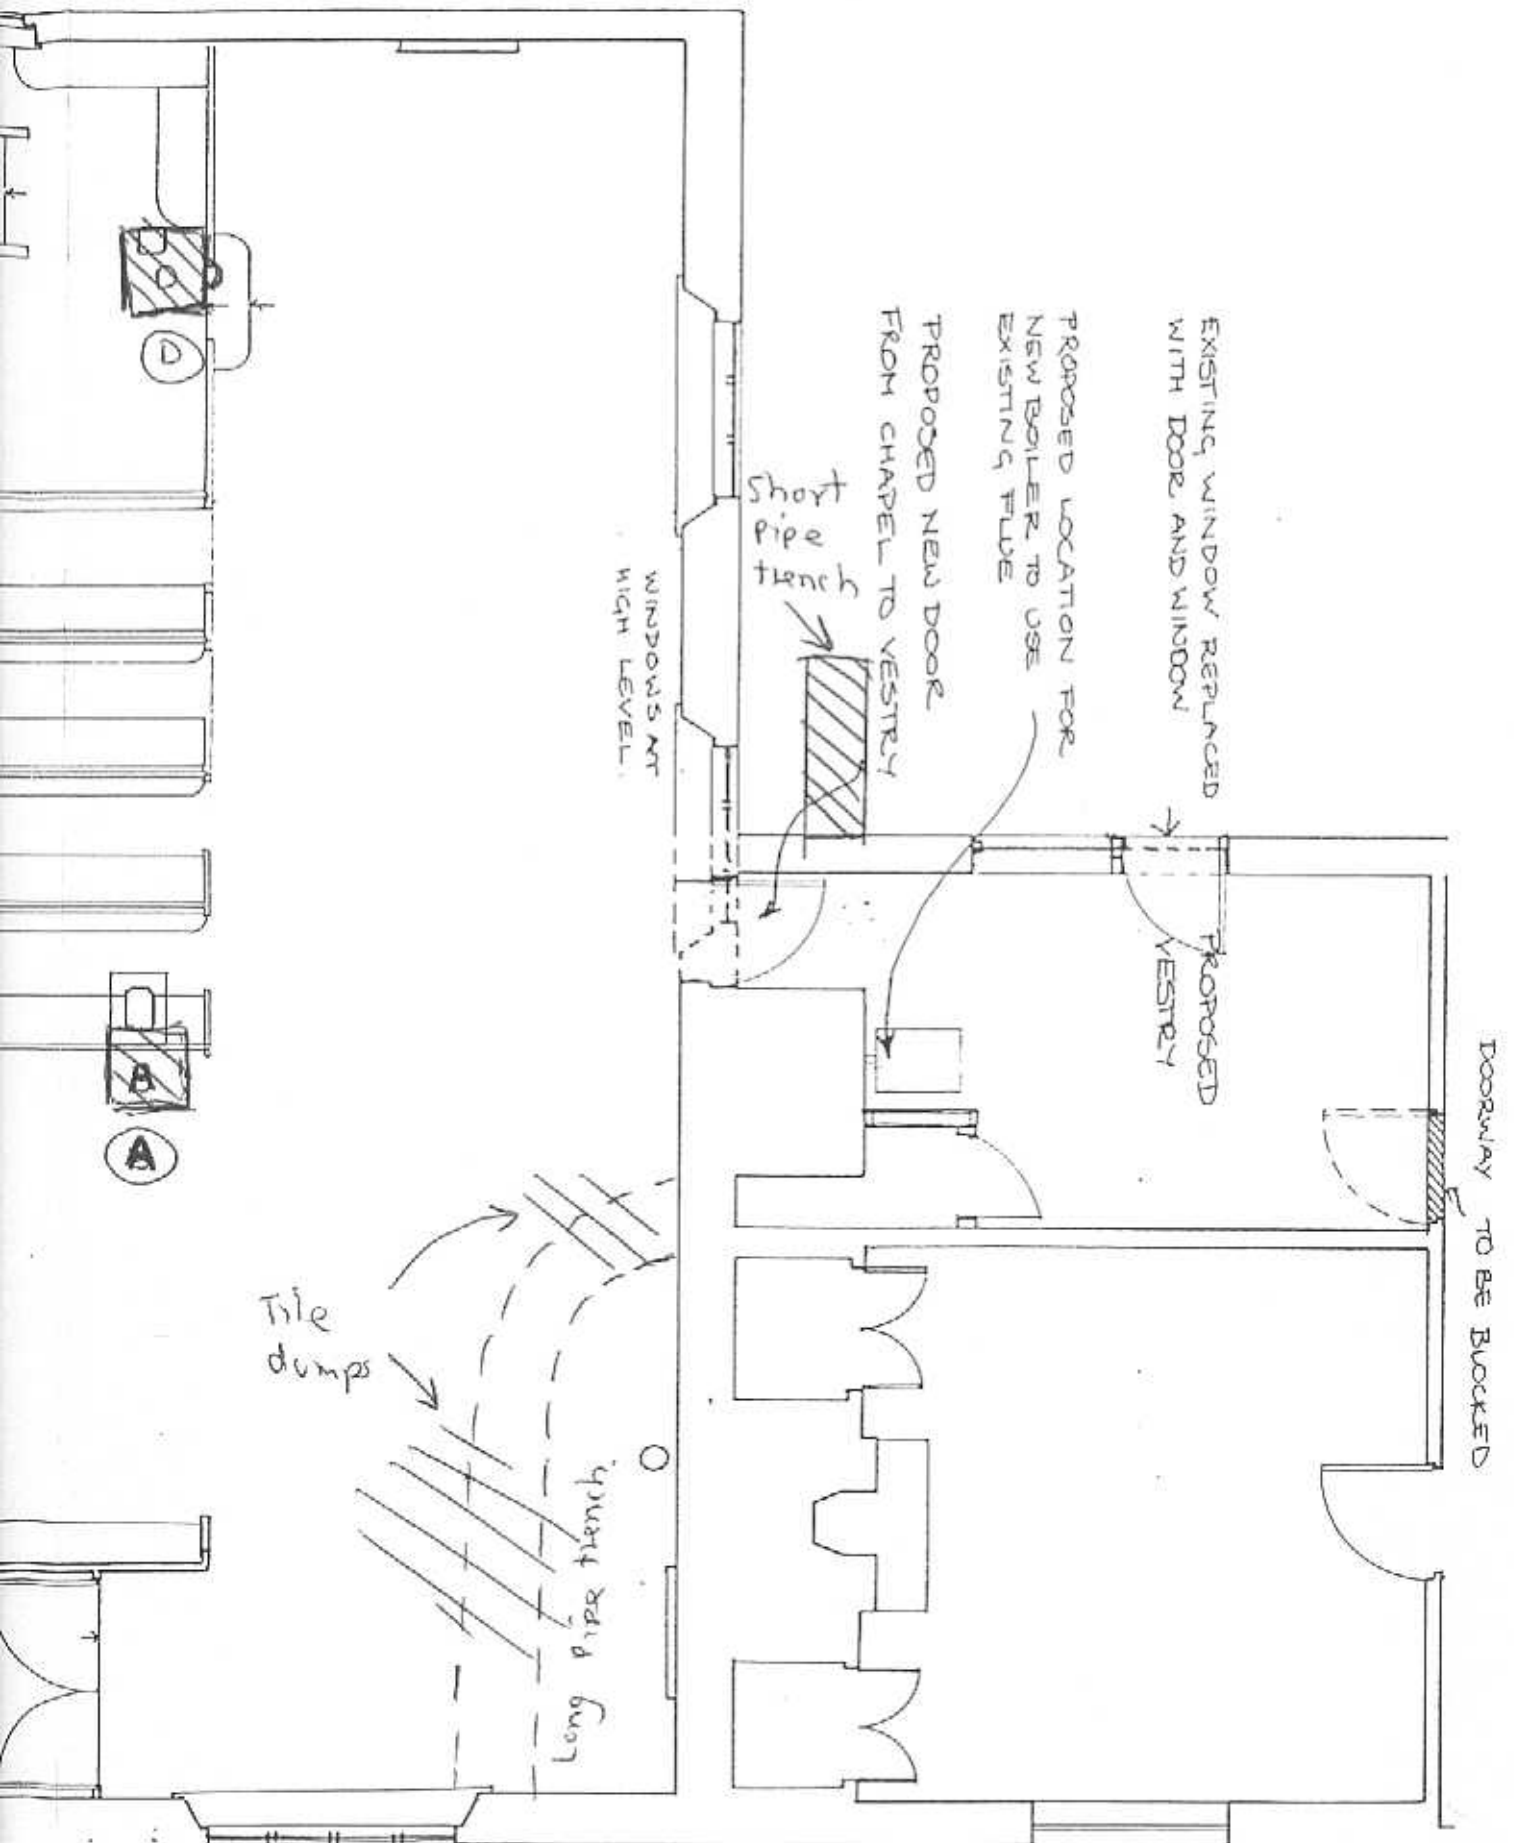 EXISTING WINDOW REPLACED
WITH DOOR AND WINDOW
PROPOSED LOCATION FOR
NEW BOILER TO USE
EXISTING FLUE
PROPOSED NEW DOOR
FROM CHAPEL TO VESTRY
short
pipe
trench
WINDOWS AT
HIGH LEVEL.
PROPOSED
VESTRY
DOORWAY TO BE BLOCKED
D
D
A
A
Tile
dumps
Long pipe trench.